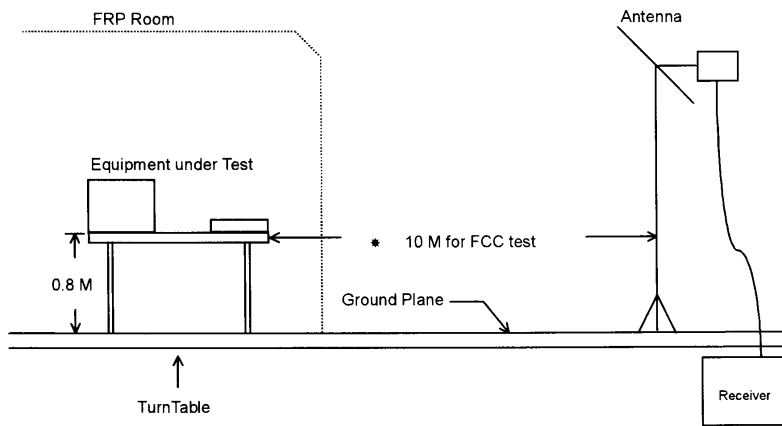 FRP Room
Antenna
Equipment under Test
* 10 M for FCC test
0.8 M
Ground Plane
TurnTable
Receiver